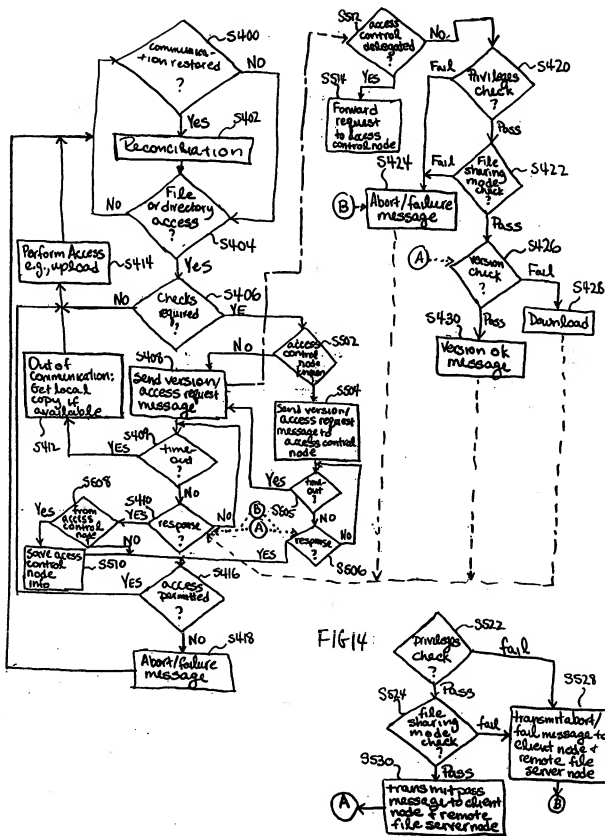 S400
communica-
tion restored
?
NO
Yes
S402
Reconciliation
File
or directory
access
?
NO
S404
Yes
Perform Access
e.g., upload
S414
S406
Checks
required
?
NO
YE
Out of
communication;
Get local
copy, if
available
S412
S408
Send version/
access request
message
S409
time-
out
?
YES
NO
S410
response
?
YES
NO
S508
from
access
control
node
?
Yes
NO
Save acess
control
node
info
S510
S416
access
permitted
?
YES
NO
S418
Abort/failure
message
S502
access
control
node
NO
S504
Send version/
access request
message to
access control
node
time-
out
?
Yes
NO
S505
response
?
YES
NO
S506
B
A
S512
access
control
delegated
?
NO
YES
S514
Forward
request
to access
control node
S420
Privileges
check
?
Fail
Pass
S422
File
sharing
mode
check
?
Fail
Pass
S424
Abort/failure
message
B
S426
version
check
?
A
Fail
Pass
S428
Download
S430
Version ok
message
FIG14
S522
Privileges
check
?
fail
Pass
S524
file
sharing
mode
check
?
fail
Pass
S528
transmit abort/
fail message to
client node &
remote file
server node
B
S530
transmit pass
message to client
node & remote
file server node
A